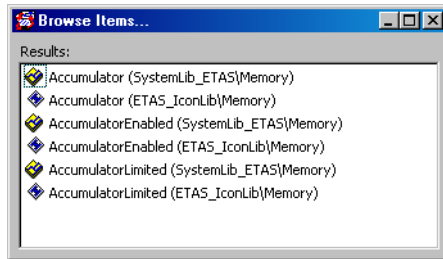 Browse Items...
Results:
Accumulator (SystemLib_ETAS\Memory)
Accumulator (ETAS_IconLib\Memory)
AccumulatorEnabled (SystemLib_ETAS\Memory)
AccumulatorEnabled (ETAS_IconLib\Memory)
AccumulatorLimited (SystemLib_ETAS\Memory)
AccumulatorLimited (ETAS_IconLib\Memory)